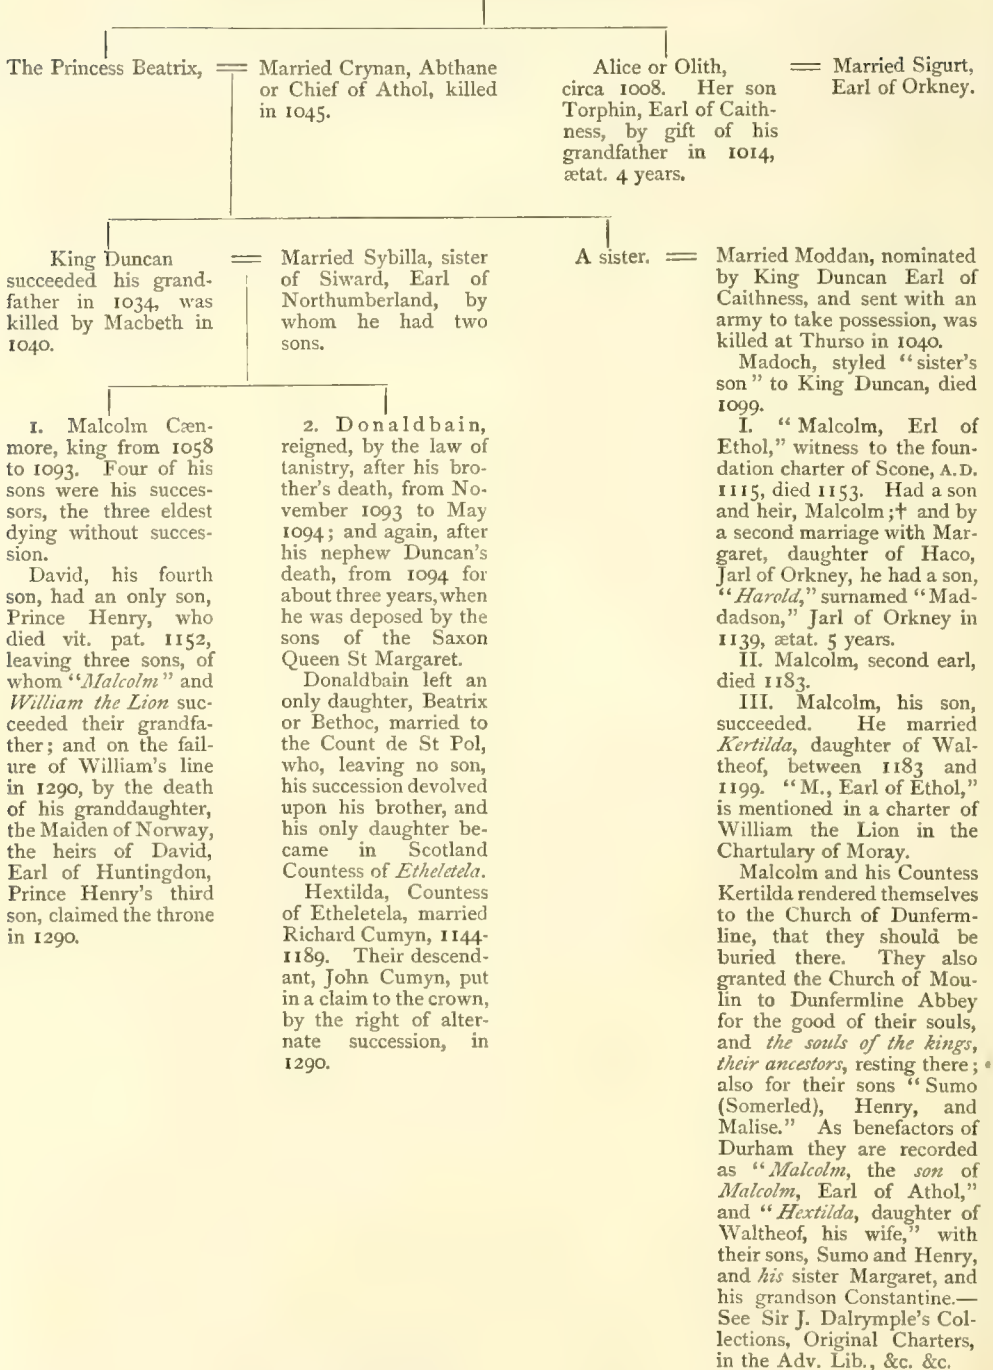 The Princess Beatrix,
Married Crynan, Abthane
or Chief of Athol, killed
in 1045.
Alice or Olith,
circa 1008. Her son
Torphin, Earl of Caith-
ness, by gift of his
grandfather in 1014,
ætat. 4 years.
Married Sigurt,
Earl of Orkney.
King Duncan
succeeded his grand-
father in 1034, was
killed by Macbeth in
1040.
Married Sybilla, sister
of Siward, Earl of
Northumberland, by
whom he had two
sons.
A sister.
Married Moddan, nominated
by King Duncan Earl of
Caithness, and sent with an
army to take possession, was
killed at Thurso in 1040.
Madoch, styled "sister's
son" to King Duncan, died
1099.
I. "Malcolm, Erl of
Ethol," witness to the foun-
dation charter of Scone, A.D.
1115, died 1153. Had a son
and heir, Malcolm;† and by
a second marriage with Mar-
garet, daughter of Haco,
Jarl of Orkney, he had a son,
"Harold," surnamed "Mad-
dadson," Jarl of Orkney in
1139, ætat. 5 years.
II. Malcolm, second earl,
died 1183.
III. Malcolm, his son,
succeeded. He married
Kertilda, daughter of Wal-
theof, between 1183 and
1199. "M., Earl of Ethol,"
is mentioned in a charter of
William the Lion in the
Chartulary of Moray.
Malcolm and his Countess
Kertilda rendered themselves
to the Church of Dunferm-
line, that they should be
buried there. They also
granted the Church of Mou-
lin to Dunfermline Abbey
for the good of their souls,
and the souls of the kings,
their ancestors, resting there;
also for their sons "Sumo
(Somerled), Henry, and
Malise." As benefactors of
Durham they are recorded
as "Malcolm, the son of
Malcolm, Earl of Athol,"
and "Hextilda, daughter of
Waltheof, his wife," with
their sons, Sumo and Henry,
and his sister Margaret, and
his grandson Constantine.—
See Sir J. Dalrymple's Col-
lections, Original Charters,
in the Adv. Lib., &c. &c.
1. Malcolm Cæn-
more, king from 1058
to 1093. Four of his
sons were his succes-
sors, the three eldest
dying without succes-
sion.
David, his fourth
son, had an only son,
Prince Henry, who
died vit. pat. 1152,
leaving three sons, of
whom "Malcolm" and
William the Lion suc-
ceeded their grandfa-
ther; and on the fail-
ure of William's line
in 1290, by the death
of his granddaughter,
the Maiden of Norway,
the heirs of David,
Earl of Huntingdon,
Prince Henry's third
son, claimed the throne
in 1290.
2. Donaldbain,
reigned, by the law of
tanistry, after his bro-
ther's death, from No-
vember 1093 to May
1094; and again, after
his nephew Duncan's
death, from 1094 for
about three years, when
he was deposed by the
sons of the Saxon
Queen St Margaret.
Donaldbain left an
only daughter, Beatrix
or Bethoc, married to
the Count de St Pol,
who, leaving no son,
his succession devolved
upon his brother, and
his only daughter be-
came in Scotland
Countess of Etheletela.
Hextilda, Countess
of Etheletela, married
Richard Cumyn, 1144-
1189. Their descend-
ant, John Cumyn, put
in a claim to the crown,
by the right of alter-
nate succession, in
1290.